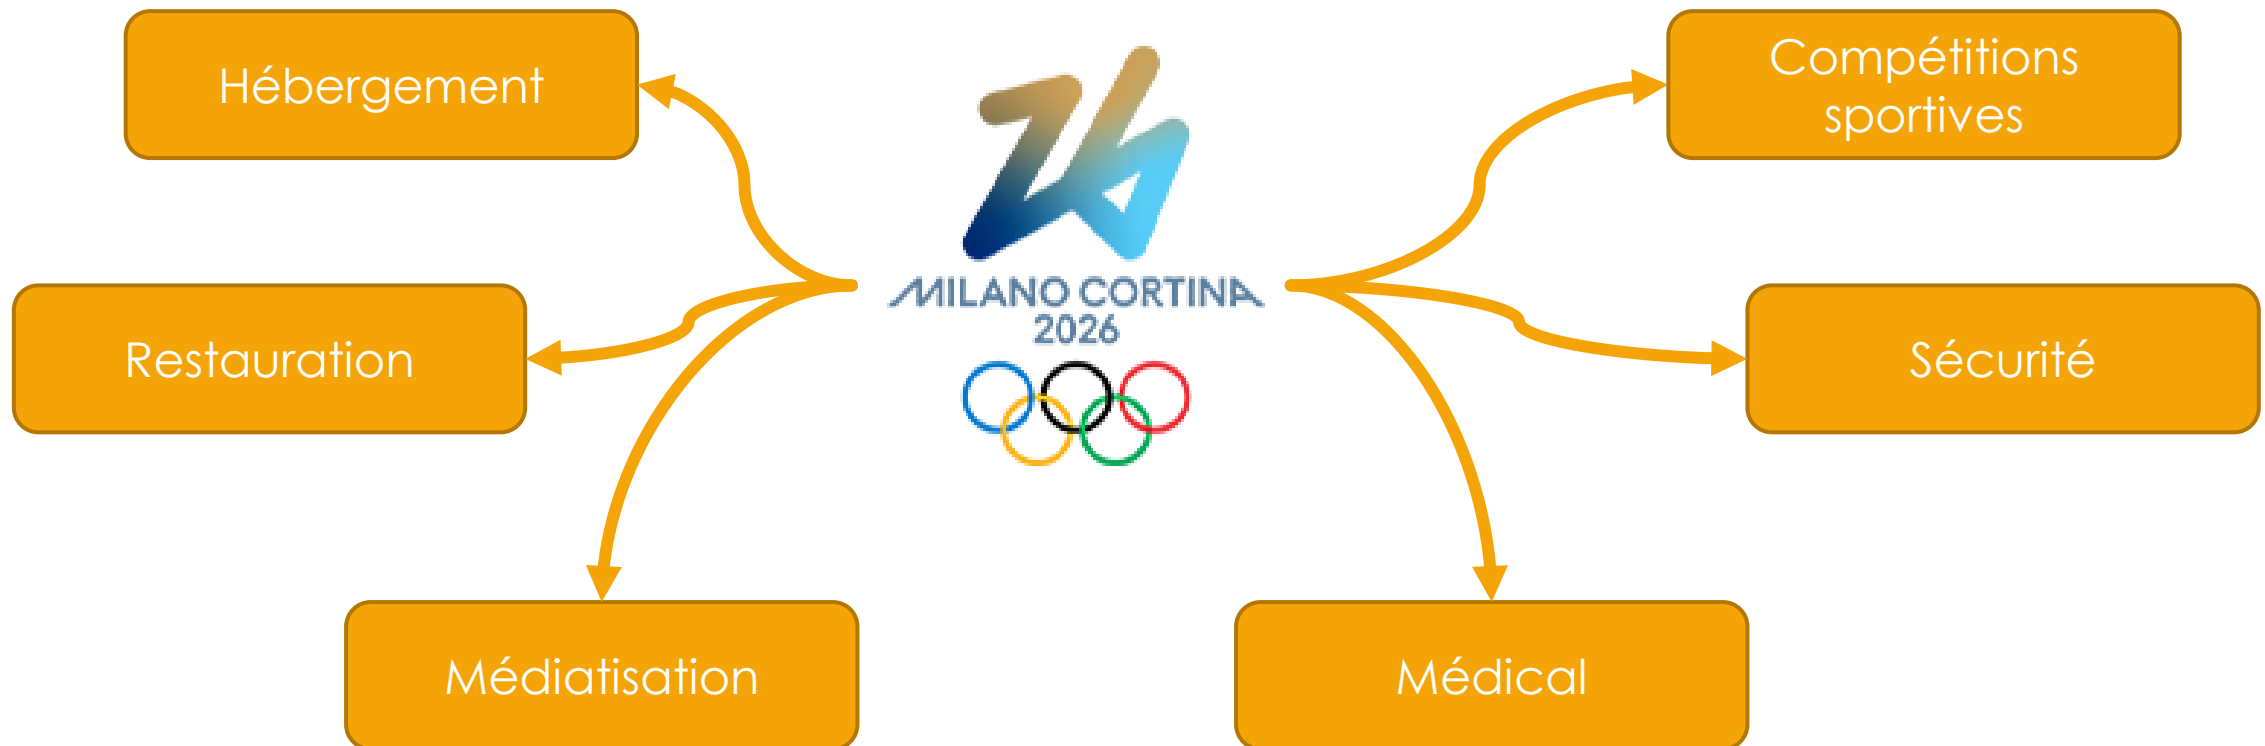 Hébergement
Compétitions
sportives
MILANO CORTINA
2026
Restauration
Sécurité
Médiatisation
Médical